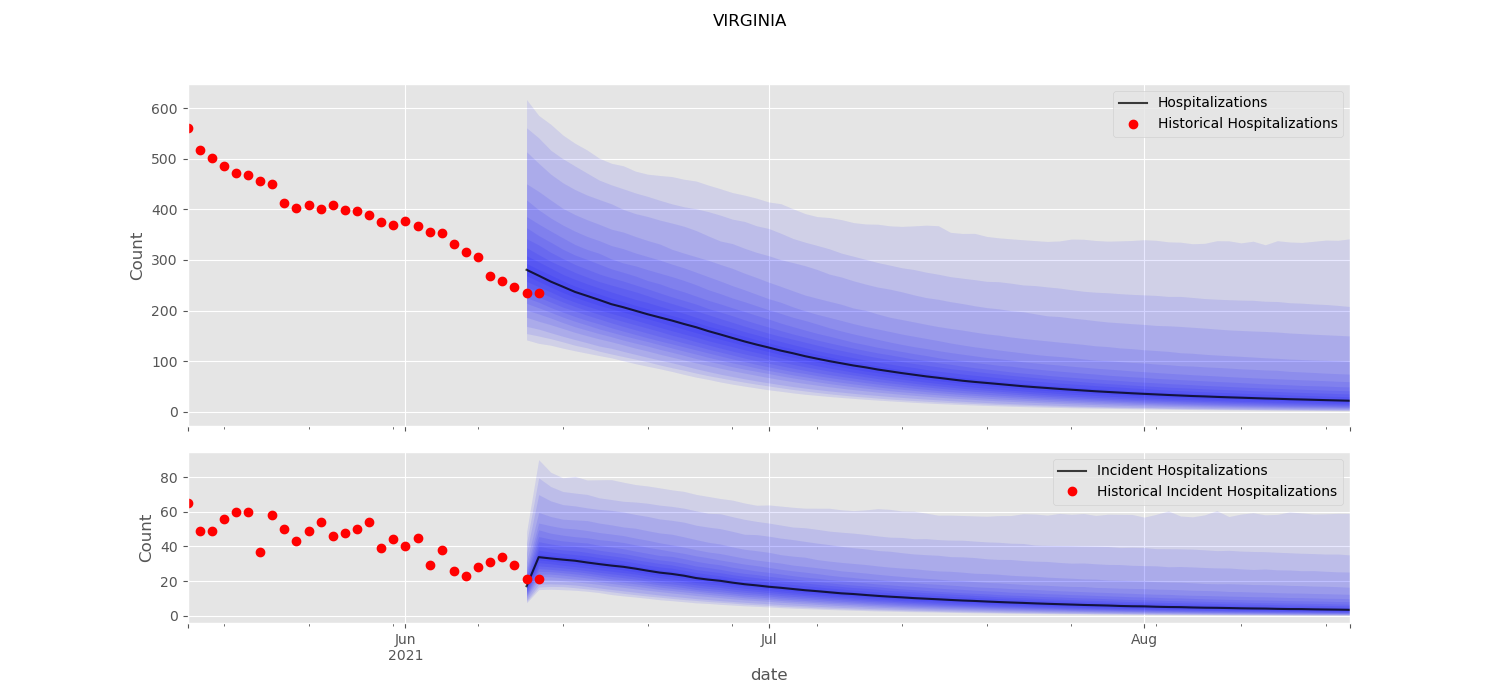 VIRGINIA
Hospitalizations
Historical Hospitalizations
600
500
400
300
200
100
0
Count
Incident Hospitalizations
Historical Incident Hospitalizations
80
60
40
20
0
Count
Jun Jul Aug
2021
date